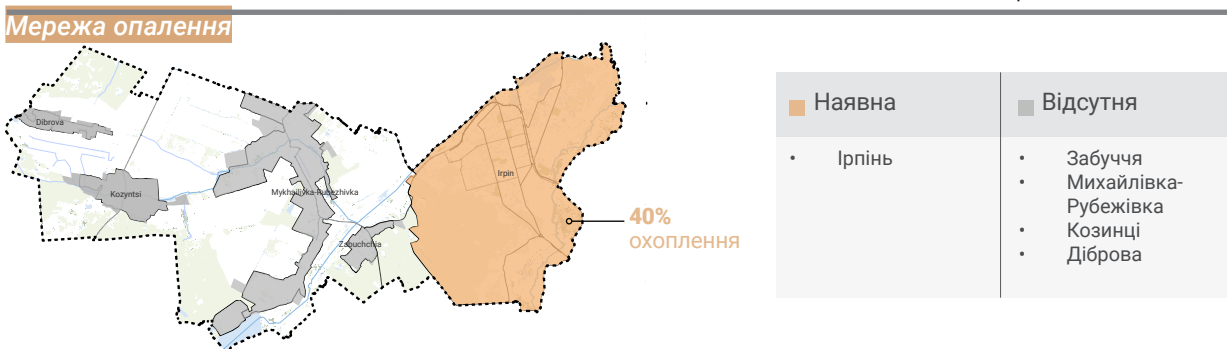 Мережа опалення
Dibrova
Kozyntsi
Mykhailivka-Rubezhivka
Zabuchchia
Irpin
40%
охоплення
Наявна
Відсутня
• Ірпінь
• Забуччя
• Михайлівка-
Рубежівка
• Козинці
• Діброва